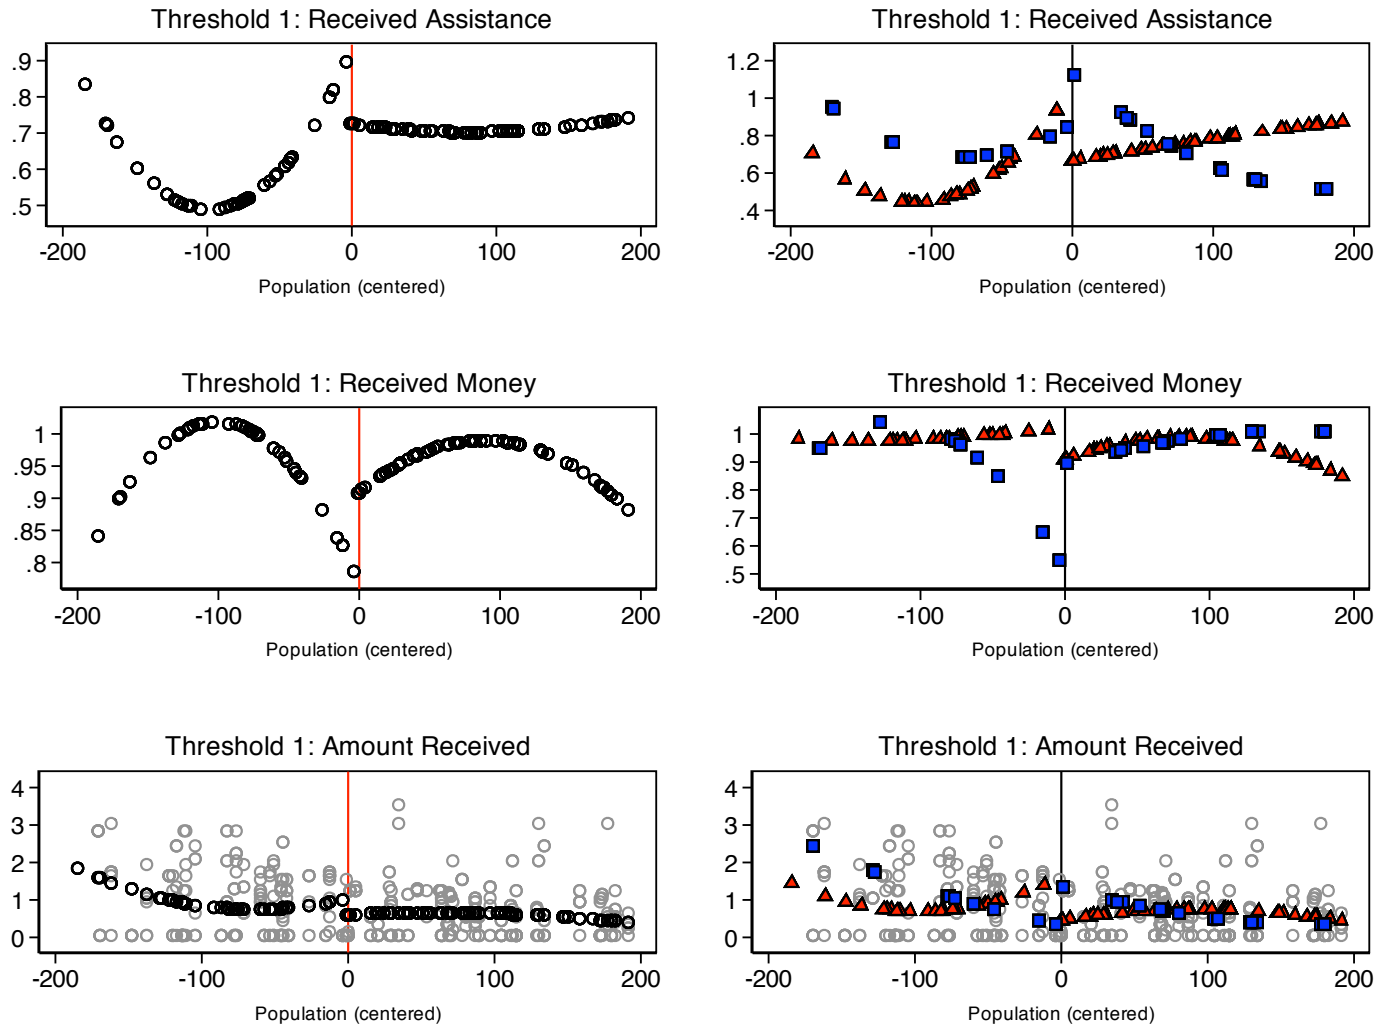 Threshold 1: Received Assistance
.9
.8
.7
.6
.5
-200 -100 0 100 200
Population (centered)
Threshold 1: Received Assistance
1.2
1
.8
.6
.4
-200 -100 0 100 200
Population (centered)
Threshold 1: Received Money
1
.95
.9
.85
.8
-200 -100 0 100 200
Population (centered)
Threshold 1: Received Money
1
.9
.8
.7
.6
.5
-200 -100 0 100 200
Population (centered)
Threshold 1: Amount Received
4
3
2
1
0
-200 -100 0 100 200
Population (centered)
Threshold 1: Amount Received
4
3
2
1
0
-200 -100 0 100 200
Population (centered)